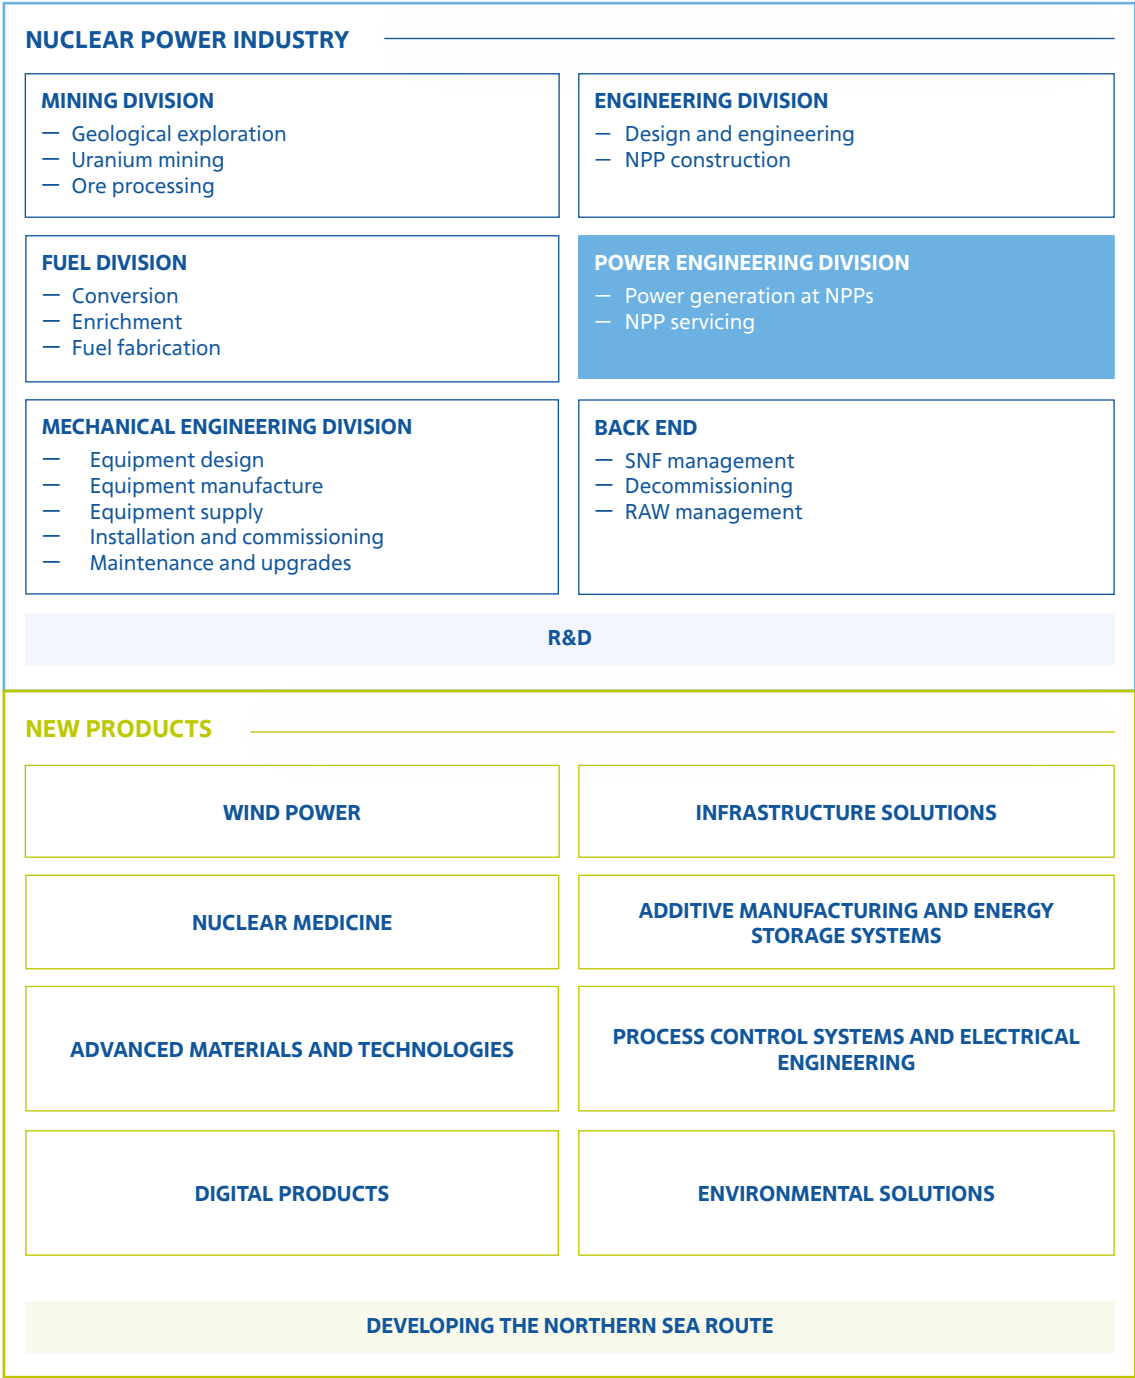 NUCLEAR POWER INDUSTRY
MINING DIVISION
— Geological exploration
— Uranium mining
— Ore processing
ENGINEERING DIVISION
— Design and engineering
— NPP construction
FUEL DIVISION
— Conversion
— Enrichment
— Fuel fabrication
POWER ENGINEERING DIVISION
— Power generation at NPPs
— NPP servicing
MECHANICAL ENGINEERING DIVISION
— Equipment design
— Equipment manufacture
— Equipment supply
— Installation and commissioning
— Maintenance and upgrades
BACK END
— SNF management
— Decommissioning
— RAW management
R&D
NEW PRODUCTS
WIND POWER
INFRASTRUCTURE SOLUTIONS
NUCLEAR MEDICINE
ADDITIVE MANUFACTURING AND ENERGY
STORAGE SYSTEMS
ADVANCED MATERIALS AND TECHNOLOGIES
PROCESS CONTROL SYSTEMS AND ELECTRICAL
ENGINEERING
DIGITAL PRODUCTS
ENVIRONMENTAL SOLUTIONS
DEVELOPING THE NORTHERN SEA ROUTE